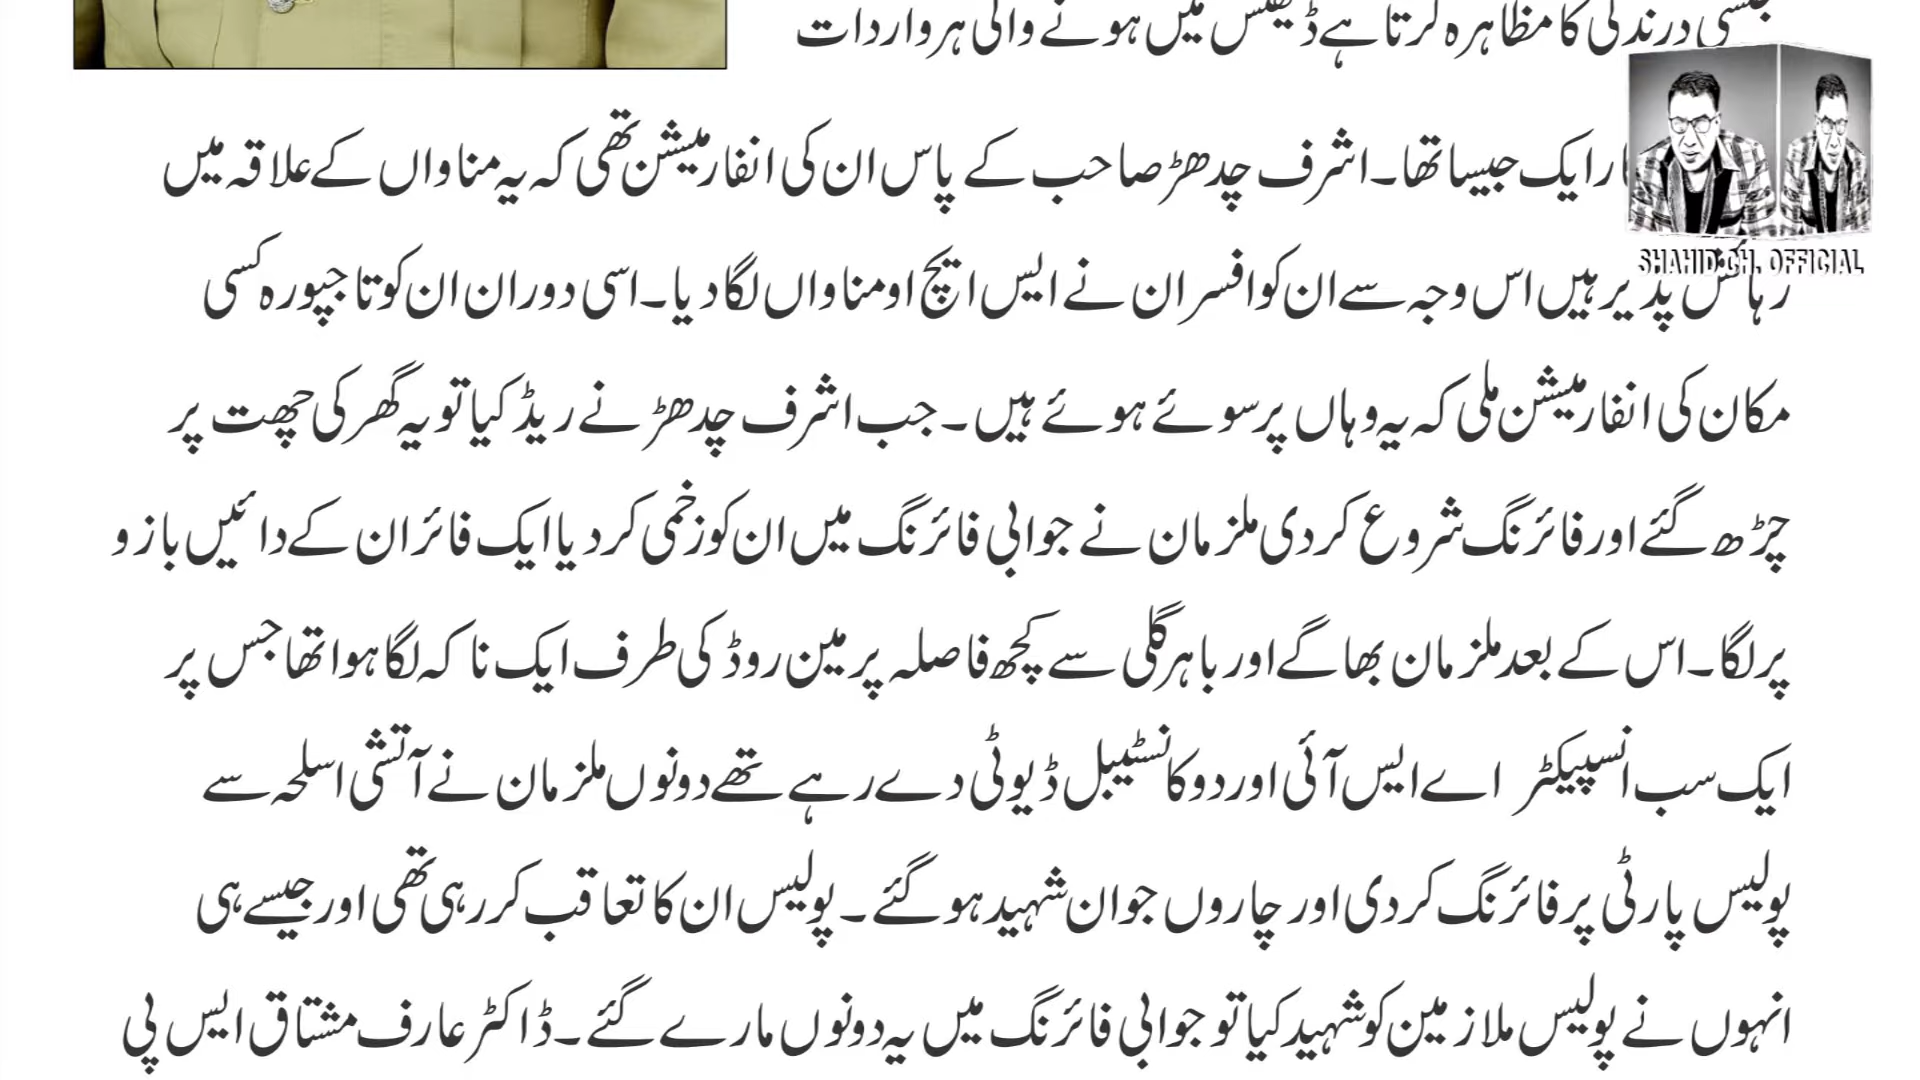 جنسی درندگی کا مظاہرہ کرتا ہے ڈیفنس میں ہونے والی ہر واردات
ر ایک جیسا تھا۔ اشرف چدھڑ صاحب کے پاس ان کی انفارمیشن تھی کہ یہ مناواں کے علاقہ میں
رہائش پذیر ہیں اس وجہ سے ان کو افسران نے ایس ایچ او مناواں لگا دیا۔ اسی دوران ان کو تاجپورہ کسی
مکان کی انفارمیشن ملی کہ یہ وہاں پر سوئے ہوئے ہیں۔ جب اشرف چدھڑ نے ریڈ کیا تو یہ گھر کی چھت پر
چڑھ گئے اور فائرنگ شروع کر دی ملزمان نے جوابی فائرنگ میں ان کو زخمی کر دیا ایک فائر ان کے دائیں بازو
پر لگا۔ اس کے بعد ملزمان بھاگے اور باہر گلی سے کچھ فاصلہ پر مین روڈ کی طرف ایک ناکہ لگا ہوا تھا جس پر
ایک سب انسپیکٹر اے ایس آئی اور دو کانسٹیبل ڈیوٹی دے رہے تھے دونوں ملزمان نے آتشی اسلحہ سے
پولیس پارٹی پر فائرنگ کر دی اور چاروں جوان شہید ہو گئے۔ پولیس ان کا تعاقب کر رہی تھی اور جیسے ہی
انہوں نے پولیس ملازمین کو شہید کیا تو جوابی فائرنگ میں یہ دونوں مارے گئے۔ ڈاکٹر عارف مشتاق ایس پی
SHAHID CH. OFFICIAL